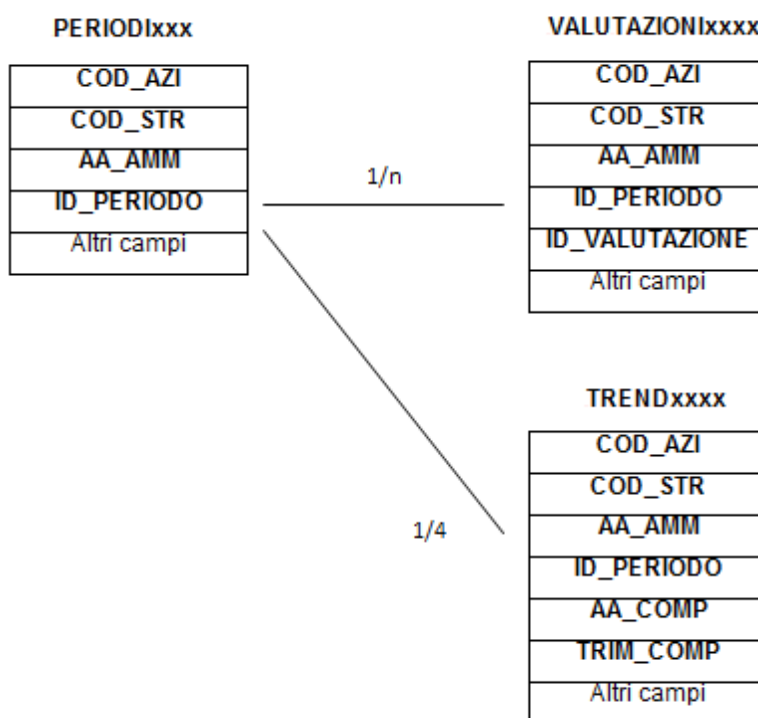 PERIODIxxx
COD_AZI
COD_STR
AA_AMM
ID_PERIODO
Altri campi
1/n
VALUTAZIONIxxxx
COD_AZI
COD_STR
AA_AMM
ID_PERIODO
ID_VALUTAZIONE
Altri campi
1/4
TRENDxxxx
COD_AZI
COD_STR
AA_AMM
ID_PERIODO
AA_COMP
TRIM_COMP
Altri campi